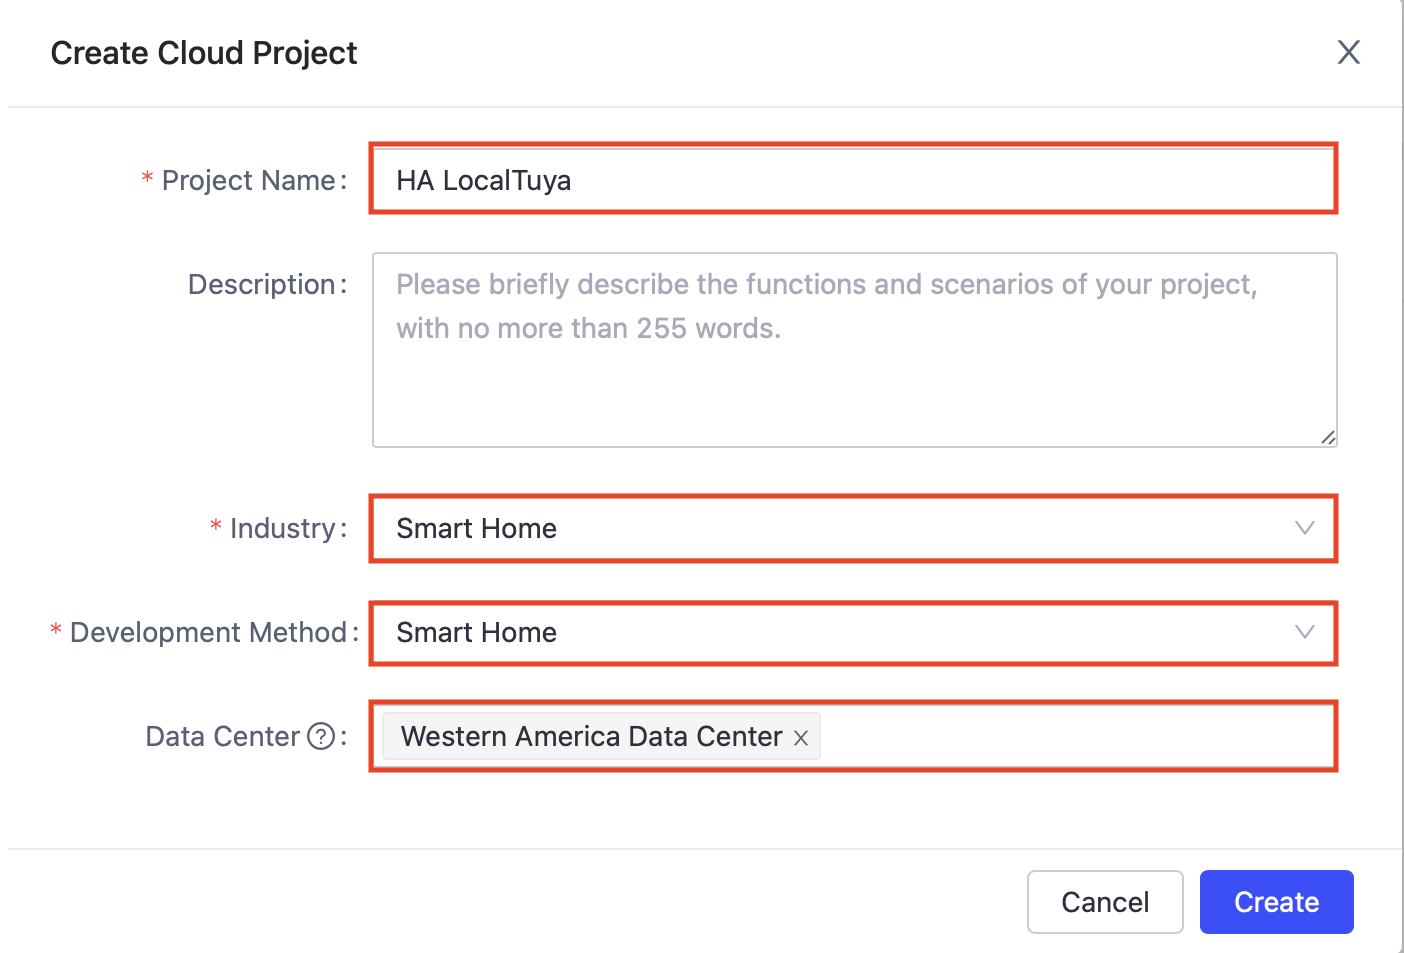 Create Cloud Project
* Project Name: HA LocalTuya
Description: Please briefly describe the functions and scenarios of your project,
with no more than 255 words.
* Industry: Smart Home
* Development Method: Smart Home
Data Center ? : Western America Data Center
Cancel Create